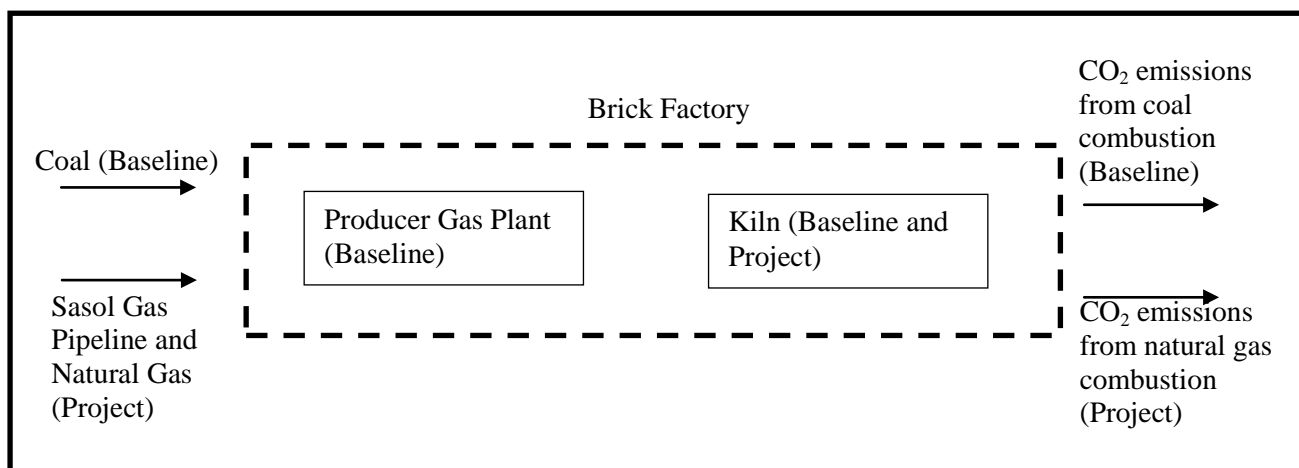 Brick Factory
Coal (Baseline)
Sasol Gas
Pipeline and
Natural Gas
(Project)
Producer Gas Plant
(Baseline)
Kiln (Baseline and
Project)
CO₂ emissions
from coal
combustion
(Baseline)
CO₂ emissions
from natural gas
combustion
(Project)